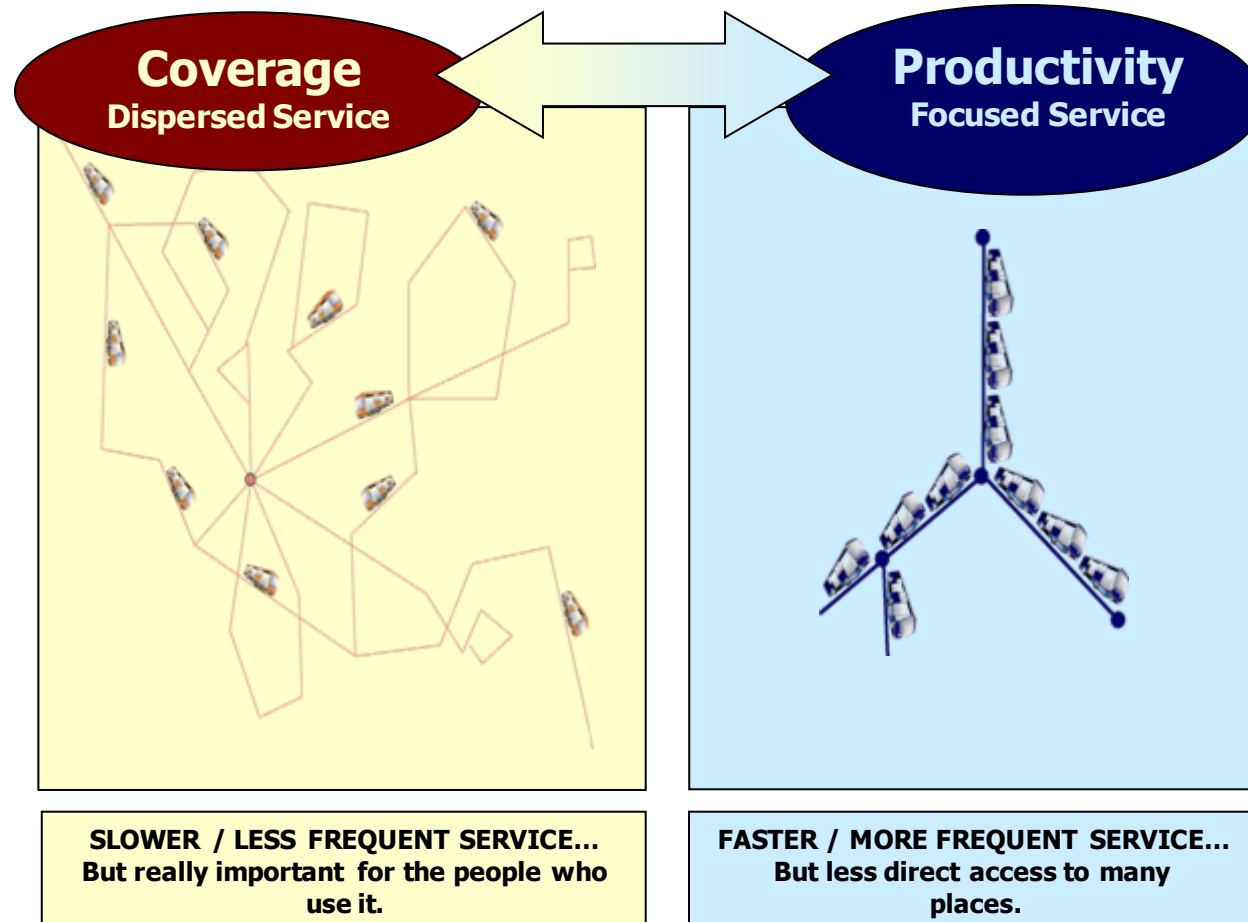 Coverage
Dispersed Service
Productivity
Focused Service
SLOWER / LESS FREQUENT SERVICE...
But really important for the people who
use it.
FASTER / MORE FREQUENT SERVICE...
But less direct access to many
places.